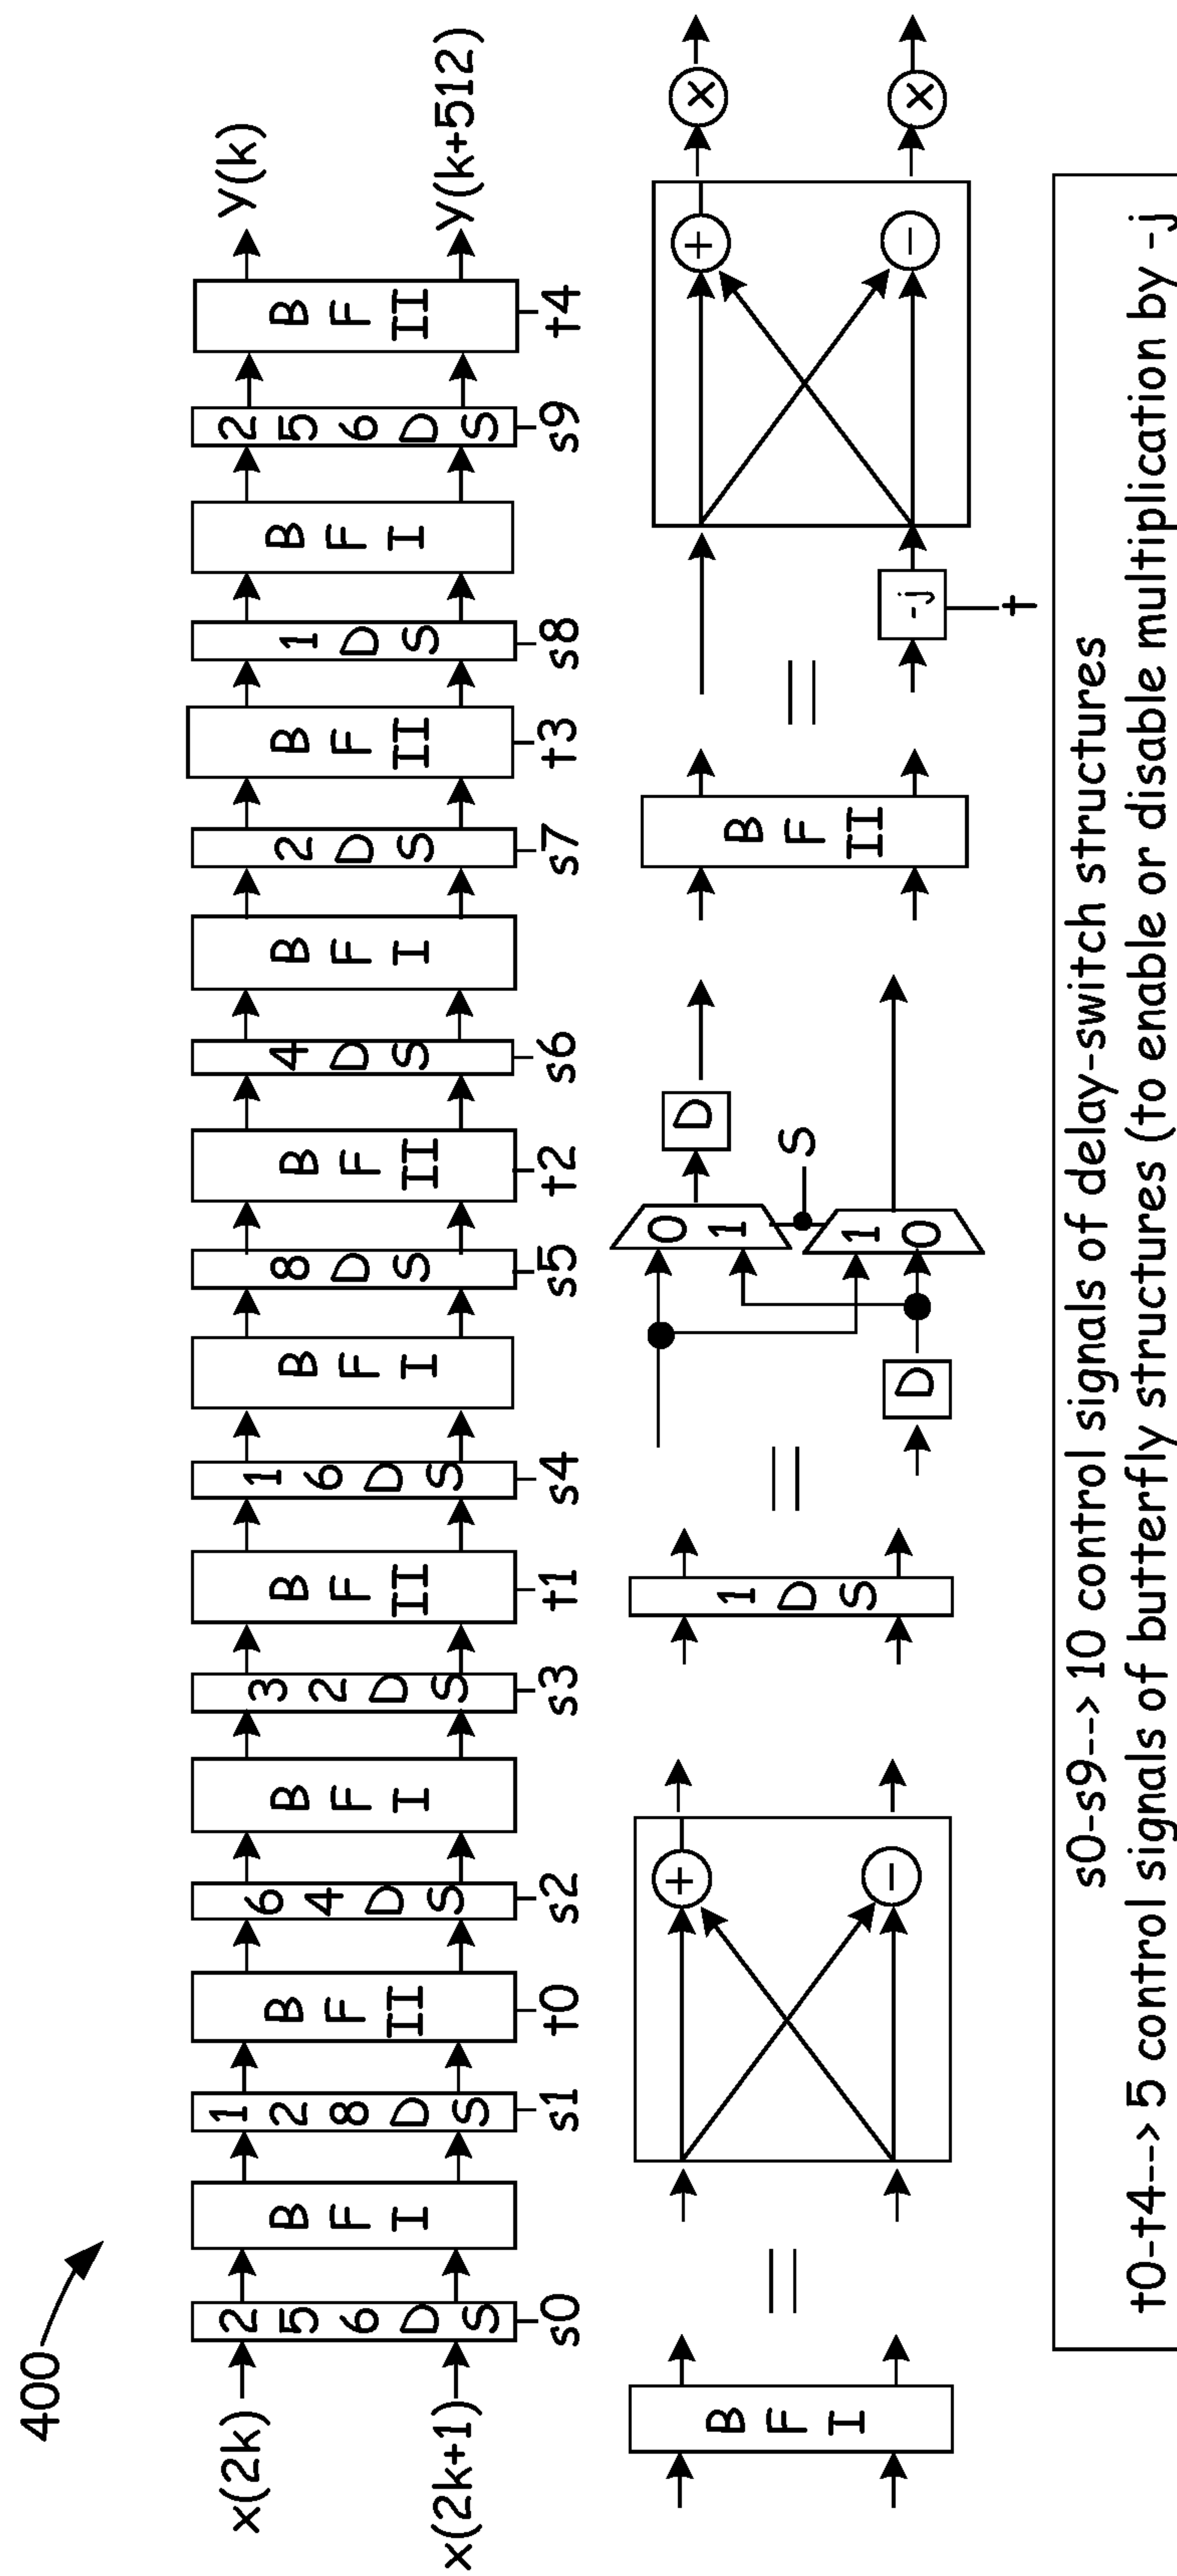 400
x(2k)
x(2k+1)
256DS
s0
BFI
128DS
s1
BFII
t0
64DS
s2
BFI
32DS
s3
BFII
t1
16DS
s4
BFI
8DS
s5
BFII
t2
4DS
s6
BFI
2DS
s7
BFII
t3
1DS
s8
BFI
256DS
s9
BFII
t4
y(k)
y(k+512)
BFI
=
+
-
1DS
=
D
0
1
1
0
S
D
BFII
=
-j
t
+
-
x
x
s0-s9--> 10 control signals of delay-switch structures
t0-t4--> 5 control signals of butterfly structures (to enable or disable multiplication by -j